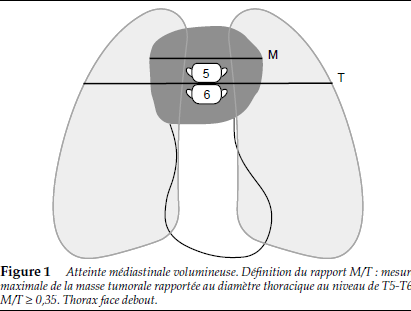 M
T
5
6
Figure 1 Atteinte médiastinale volumineuse. Définition du rapport M/T : mesur
maximale de la masse tumorale rapportée au diamètre thoracique au niveau de T5-T6
M/T ≥ 0,35. Thorax face debout.